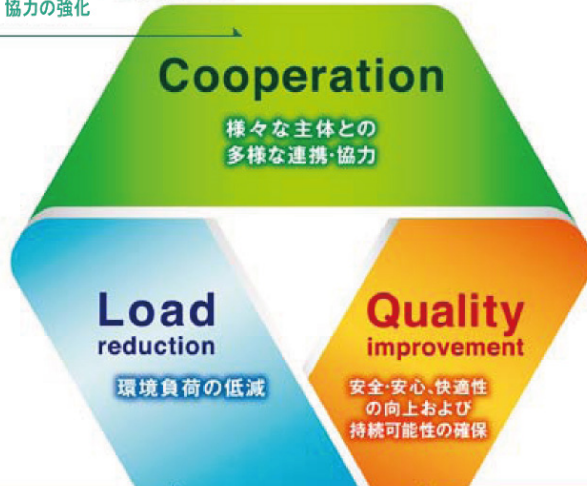 協力の強化
Cooperation
様々な主体との
多様な連携・協力
Load
reduction
環境負荷の低減
Quality
improvement
安全・安心、快適性
の向上および
持続可能性の確保